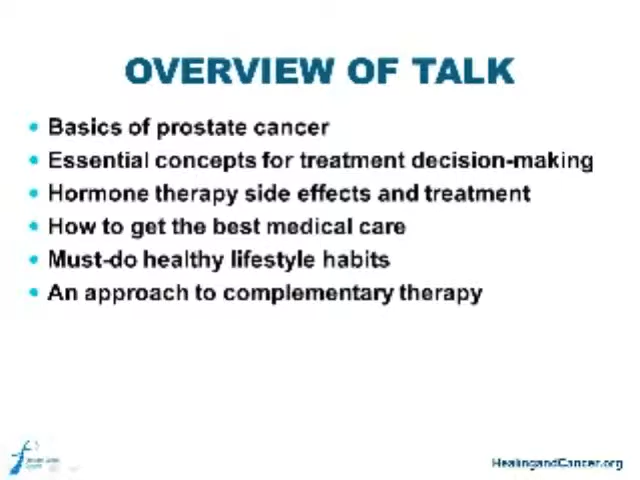 OVERVIEW OF TALK
• Basics of prostate cancer
• Essential concepts for treatment decision-making
• Hormone therapy side effects and treatment
• How to get the best medical care
• Must-do healthy lifestyle habits
• An approach to complementary therapy
HealingandCancer.org